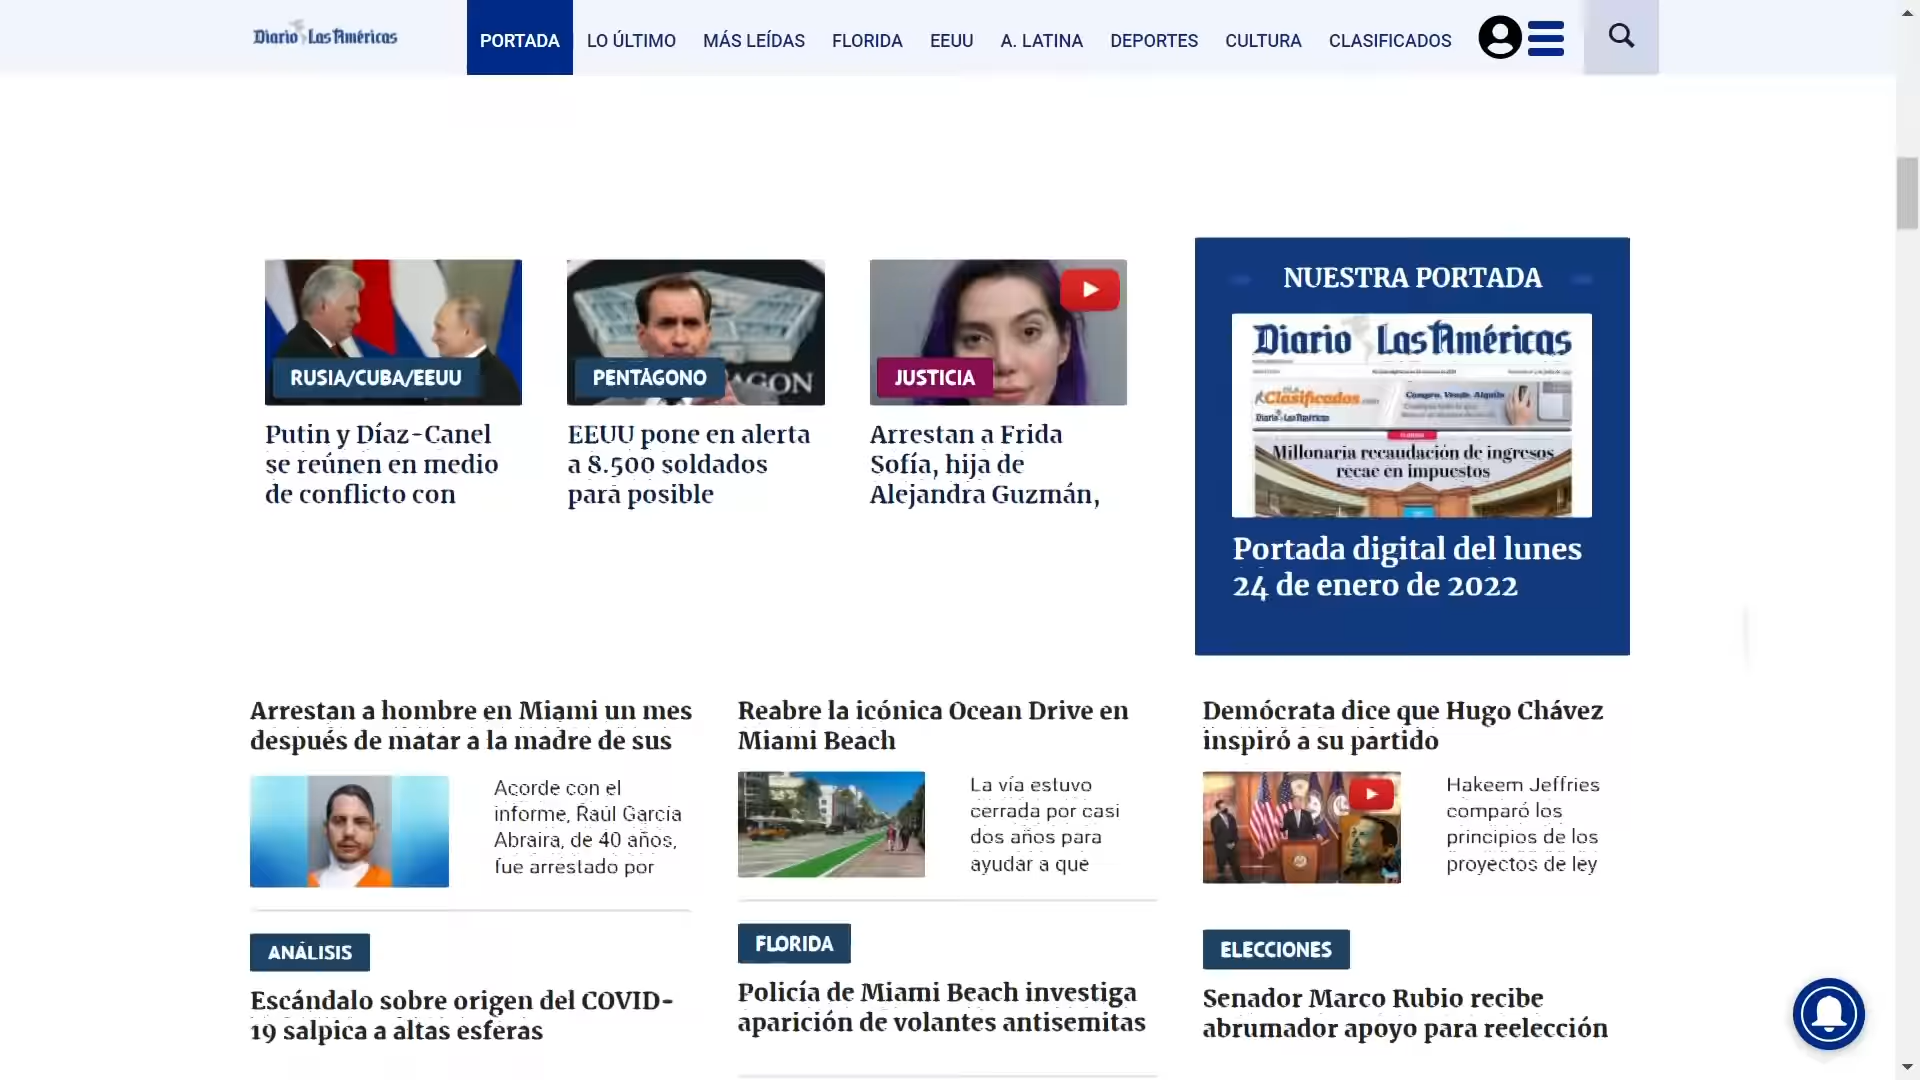 Diario Las Américas
PORTADA
LO ÚLTIMO
MÁS LEÍDAS
FLORIDA
EEUU
A. LATINA
DEPORTES
CULTURA
CLASIFICADOS
RUSIA/CUBA/EEUU
Putin y Díaz-Canel
se reúnen en medio
de conflicto con
PENTÁGONO
AGON
EEUU pone en alerta
a 8.500 soldados
para posible
JUSTICIA
Arrestan a Frida
Sofía, hija de
Alejandra Guzmán,
NUESTRA PORTADA
Diario Las Américas
Clasificados.com
Compra, Vende, Alquila
Diario Las Américas
Millonaria recaudación de ingresos
recae en impuestos
Portada digital del lunes
24 de enero de 2022
Arrestan a hombre en Miami un mes
después de matar a la madre de sus
Acorde con el
informe, Raúl García
Abraira, de 40 años,
fue arrestado por
ANÁLISIS
Escándalo sobre origen del COVID-
19 salpica a altas esferas
Reabre la icónica Ocean Drive en
Miami Beach
La vía estuvo
cerrada por casi
dos años para
ayudar a que
FLORIDA
Policía de Miami Beach investiga
aparición de volantes antisemitas
Demócrata dice que Hugo Chávez
inspiró a su partido
Hakeem Jeffries
comparó los
principios de los
proyectos de ley
ELECCIONES
Senador Marco Rubio recibe
abrumador apoyo para reelección